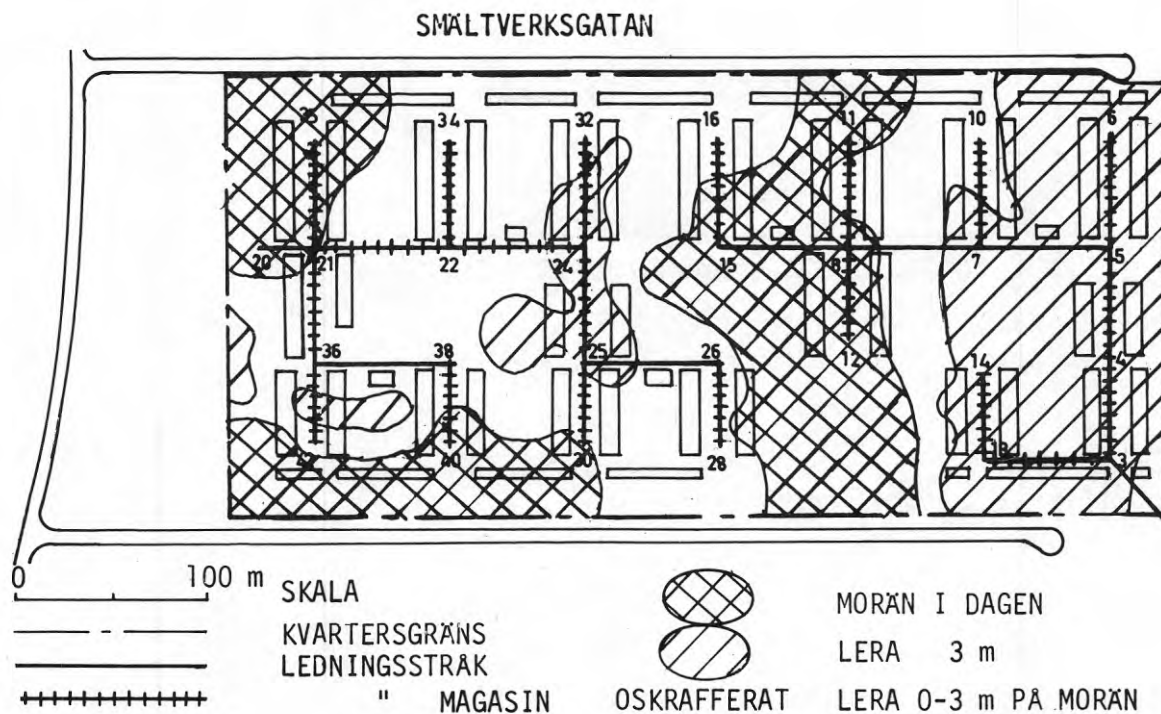 SMÄLTVERKSGATAN
34 32 16 11 10 6
20 21 22 24 15 8 7 5
12
36 38 25 26 14 4
40 30 28 13 3
0 100 m
SKALA
KVARTERSGRÄNS
LEDNINGSSTRÅK
" MAGASIN
MORÄN I DAGEN
LERA 3 m
OSKRAFFERAT LERA 0-3 m PÅ MORÄN